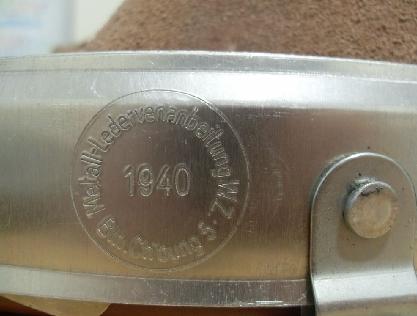 Metall-Lederverarbeitung W.Z.
1940